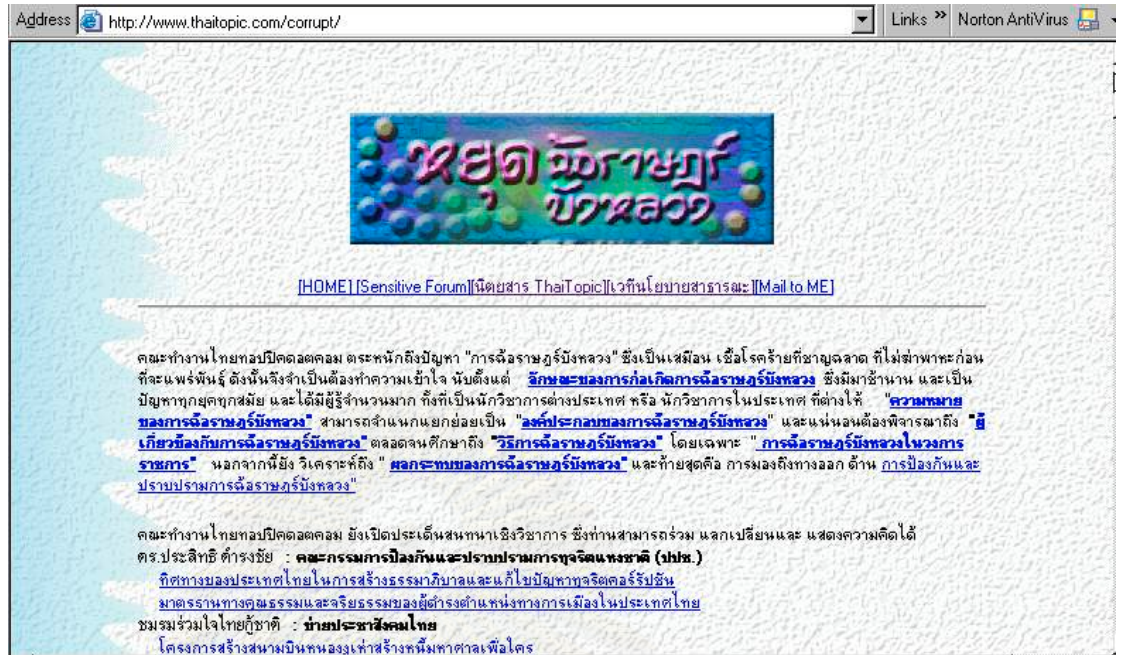 Address http://www.thaitopic.com/corrupt/ Links » Norton AntiVirus
หยุด ฉ้อราษฎร์
บังหลวง
[HOME] [Sensitive Forum][นิตยสาร ThaiTopic][เวทีนโยบายสาธารณะ][Mail to ME]
คณะทำงานไทยทอปปิคดอตคอม ตระหนักถึงปัญหา "การฉ้อราษฎร์บังหลวง" ซึ่งเป็นเสมือน เชื้อโรคร้ายที่ชาญฉลาด ที่ไม่ฆ่าพาหะก่อน
ที่จะแพร่พันธุ์ ดังนั้นจึงจำเป็นต้องทำความเข้าใจ นับตั้งแต่ ลักษณะของการก่อเกิดการฉ้อราษฎร์บังหลวง ซึ่งมีมาช้านาน และเป็น
ปัญหาทุกยุคทุกสมัย และได้มีผู้รู้จำนวนมาก ทั้งที่เป็นนักวิชาการต่างประเทศ หรือ นักวิชาการในประเทศ ที่ต่างให้ "ความหมาย
ของการฉ้อราษฎร์บังหลวง" สามารถจำแนกแยกย่อยเป็น "องค์ประกอบของการฉ้อราษฎร์บังหลวง" และแน่นอนต้องพิจารณาถึง "ผู้
เกี่ยวข้องกับการฉ้อราษฎร์บังหลวง" ตลอดจนศึกษาถึง "วิธีการฉ้อราษฎร์บังหลวง" โดยเฉพาะ " การฉ้อราษฎร์บังหลวงในวงการ
ราชการ" นอกจากนี้ยัง วิเคราะห์ถึง " ผลกระทบของการฉ้อราษฎร์บังหลวง" และท้ายสุดคือ การมองถึงทางออก ด้าน การป้องกันและ
ปราบปรามการฉ้อราษฎร์บังหลวง"
คณะทำงานไทยทอปปิคดอตคอม ยังเปิดประเด็นสนทนาเชิงวิชาการ ซึ่งท่านสามารถร่วม แลกเปลี่ยนและ แสดงความคิดได้
ดร.ประสิทธิ์ ดำรงชัย : คณะกรรมการป้องกันและปราบปรามการทุจริตแห่งชาติ (ปปช.)
ทิศทางของประเทศไทยในการสร้างธรรมาภิบาลและแก้ไขปัญหาทุจริตคอร์รัปชัน
มาตรฐานทางคุณธรรมและจริยธรรมของผู้ดำรงตำแหน่งทางการเมืองในประเทศไทย
ชมรมร่วมใจไทยกู้ชาติ : ข่ายประชาสังคมไทย
โครงการสร้างสนามบินหนองงูเห่าสร้างหนี้มหาศาลเพื่อใคร